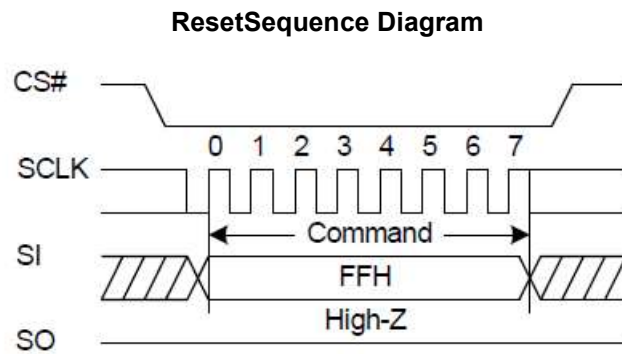 ResetSequence Diagram
CS#
0 1 2 3 4 5 6 7
SCLK
Command
SI
FFH
High-Z
SO